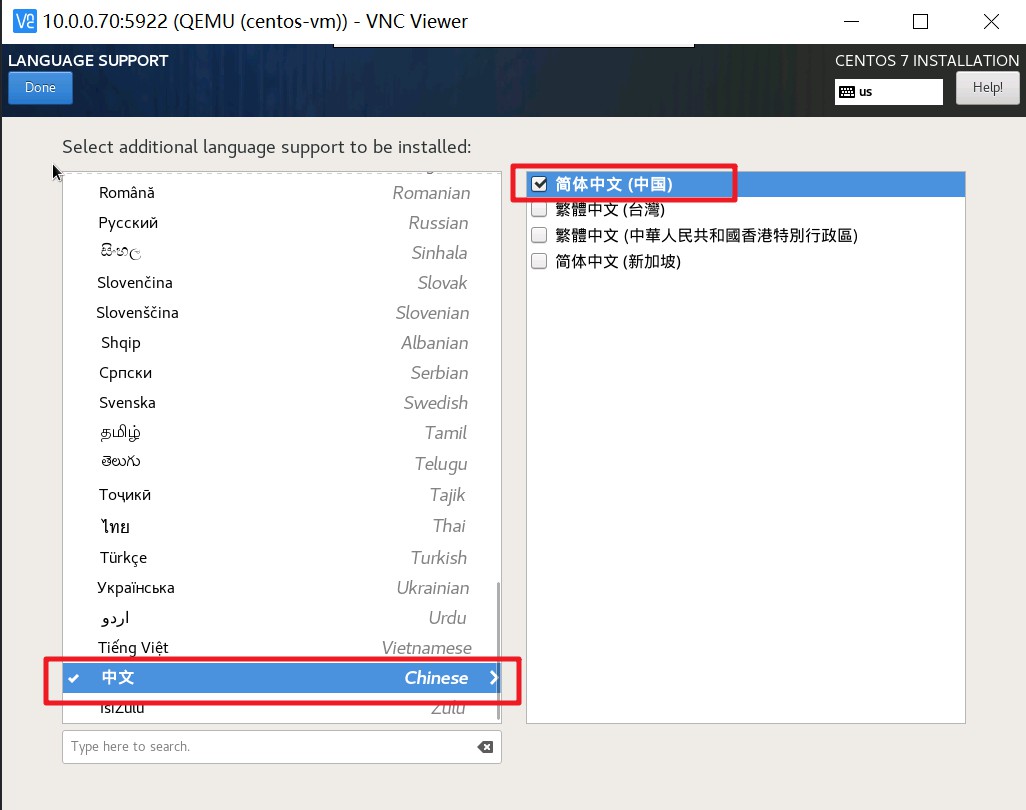 10.0.0.70:5922 (QEMU (centos-vm)) - VNC Viewer
LANGUAGE SUPPORT
CENTOS 7 INSTALLATION
Done
us
Help!
Select additional language support to be installed:
Română Romanian
Русский Russian
සිංහල Sinhala
Slovenčina Slovak
Slovenščina Slovenian
Shqip Albanian
Српски Serbian
Svenska Swedish
தமிழ் Tamil
తెలుగు Telugu
Тоҷикӣ Tajik
ไทย Thai
Türkçe Turkish
Українська Ukrainian
اردو Urdu
Tiếng Việt Vietnamese
中文 Chinese
IsiZulu Zulu
Type here to search.
简体中文 (中国)
繁體中文 (台灣)
繁體中文 (中華人民共和國香港特別行政區)
简体中文 (新加坡)